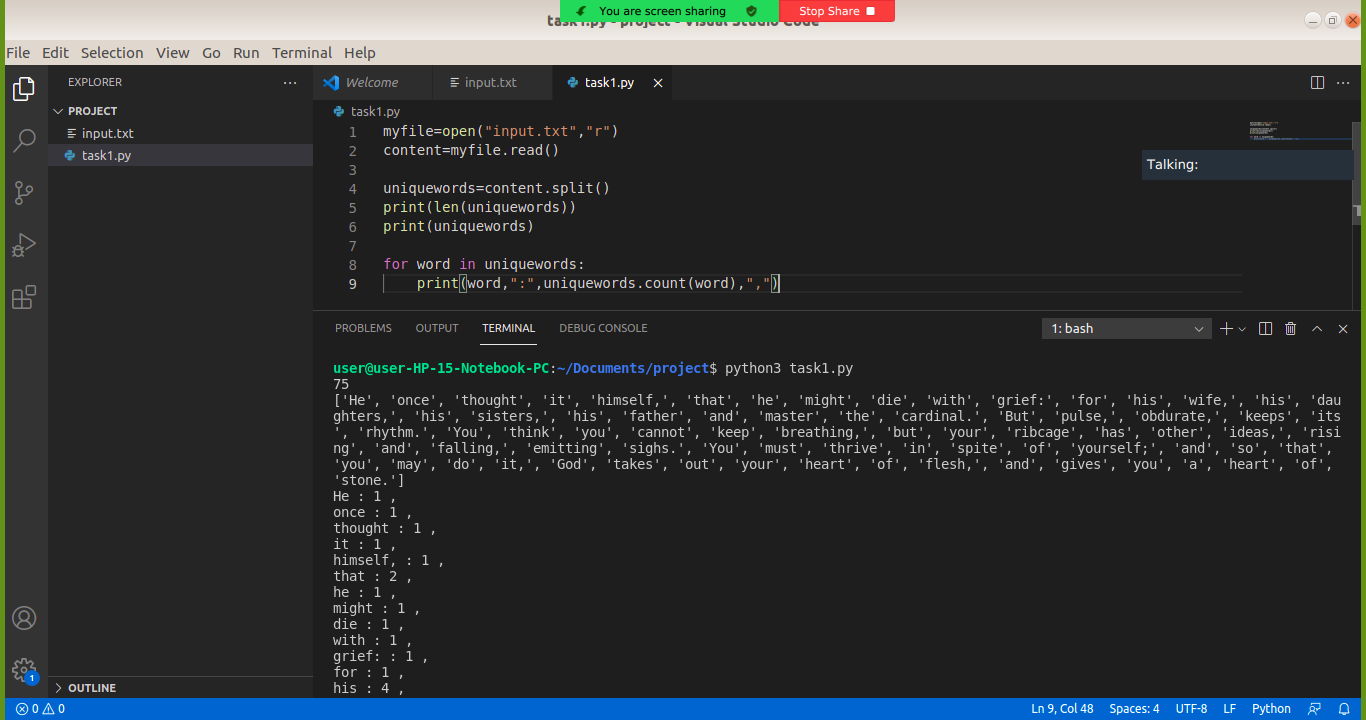 You are screen sharing Stop Share
task1.py - project - Visual Studio Code
File Edit Selection View Go Run Terminal Help
EXPLORER ...
Welcome input.txt task1.py
PROJECT
input.txt
task1.py
task1.py
1 myfile=open("input.txt","r")
2 content=myfile.read()
3
4 uniquewords=content.split()
5 print(len(uniquewords))
6 print(uniquewords)
7
8 for word in uniquewords:
9 print(word,":",uniquewords.count(word),",")
Talking:
PROBLEMS OUTPUT TERMINAL DEBUG CONSOLE 1: bash
user@user-HP-15-Notebook-PC:~/Documents/project$ python3 task1.py
75
['He', 'once', 'thought', 'it', 'himself,', 'that', 'he', 'might', 'die', 'with', 'grief:', 'for', 'his', 'wife,', 'his', 'dau
ghters,', 'his', 'sisters,', 'his', 'father', 'and', 'master', 'the', 'cardinal.', 'But', 'pulse,', 'obdurate,', 'keeps', 'its
', 'rhythm.', 'You', 'think', 'you', 'cannot', 'keep', 'breathing,', 'but', 'your', 'ribcage', 'has', 'other', 'ideas,', 'risi
ng', 'and', 'falling,', 'emitting', 'sighs.', 'You', 'must', 'thrive', 'in', 'spite', 'of', 'yourself;', 'and', 'so', 'that',
'you', 'may', 'do', 'it,', 'God', 'takes', 'out', 'your', 'heart', 'of', 'flesh,', 'and', 'gives', 'you', 'a', 'heart', 'of',
'stone.']
He : 1 ,
once : 1 ,
thought : 1 ,
it : 1 ,
himself, : 1 ,
that : 2 ,
he : 1 ,
might : 1 ,
die : 1 ,
with : 1 ,
grief: : 1 ,
for : 1 ,
his : 4 ,
OUTLINE
1
0 0 Ln 9, Col 48 Spaces: 4 UTF-8 LF Python